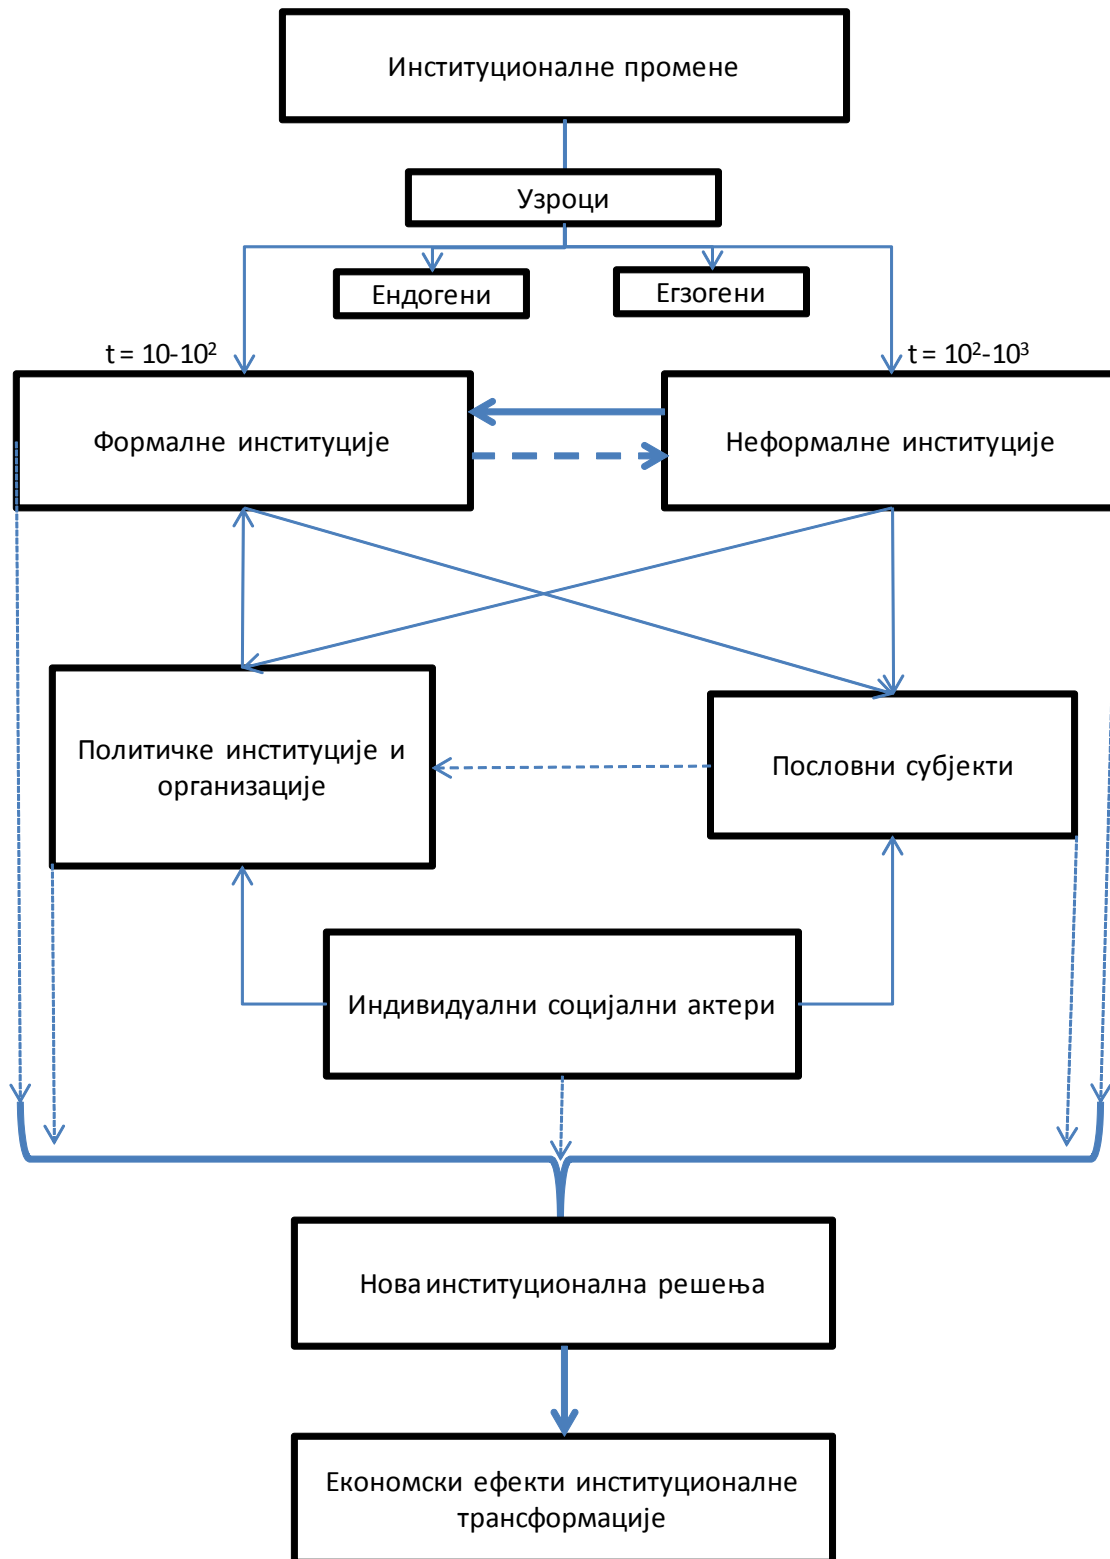 Институционалне промене
Узроци
Ендогени
Егзогени
t = 10-10²
t = 10²-10³
Формалне институције
Неформалне институције
Политичке институције и
организације
Пословни субјекти
Индивидуални социјални актери
Нова институционална решења
Економски ефекти институционалне
трансформације